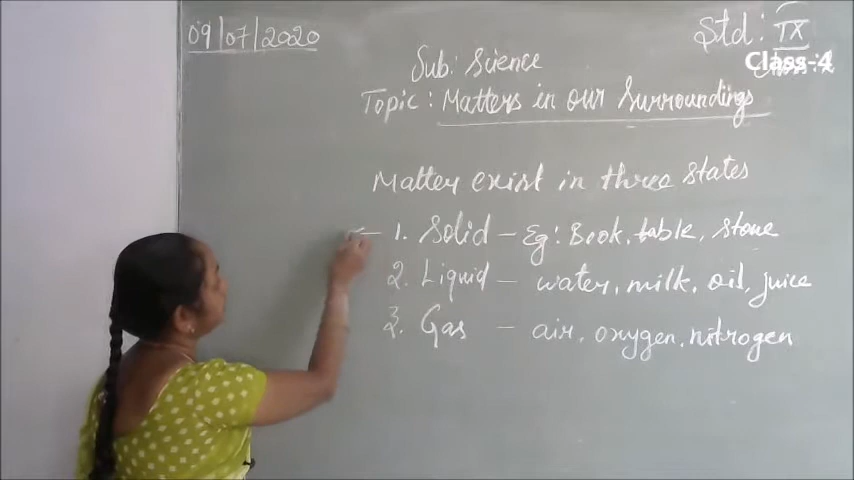 09/07/2020
Std: IX
Class-4
Sub: Science
Topic: Matters in our Surroundings
Matter exist in three states
1. Solid – Eg: Book, table, stone
2. Liquid – water, milk, oil, juice
3. Gas – air, oxygen, nitrogen